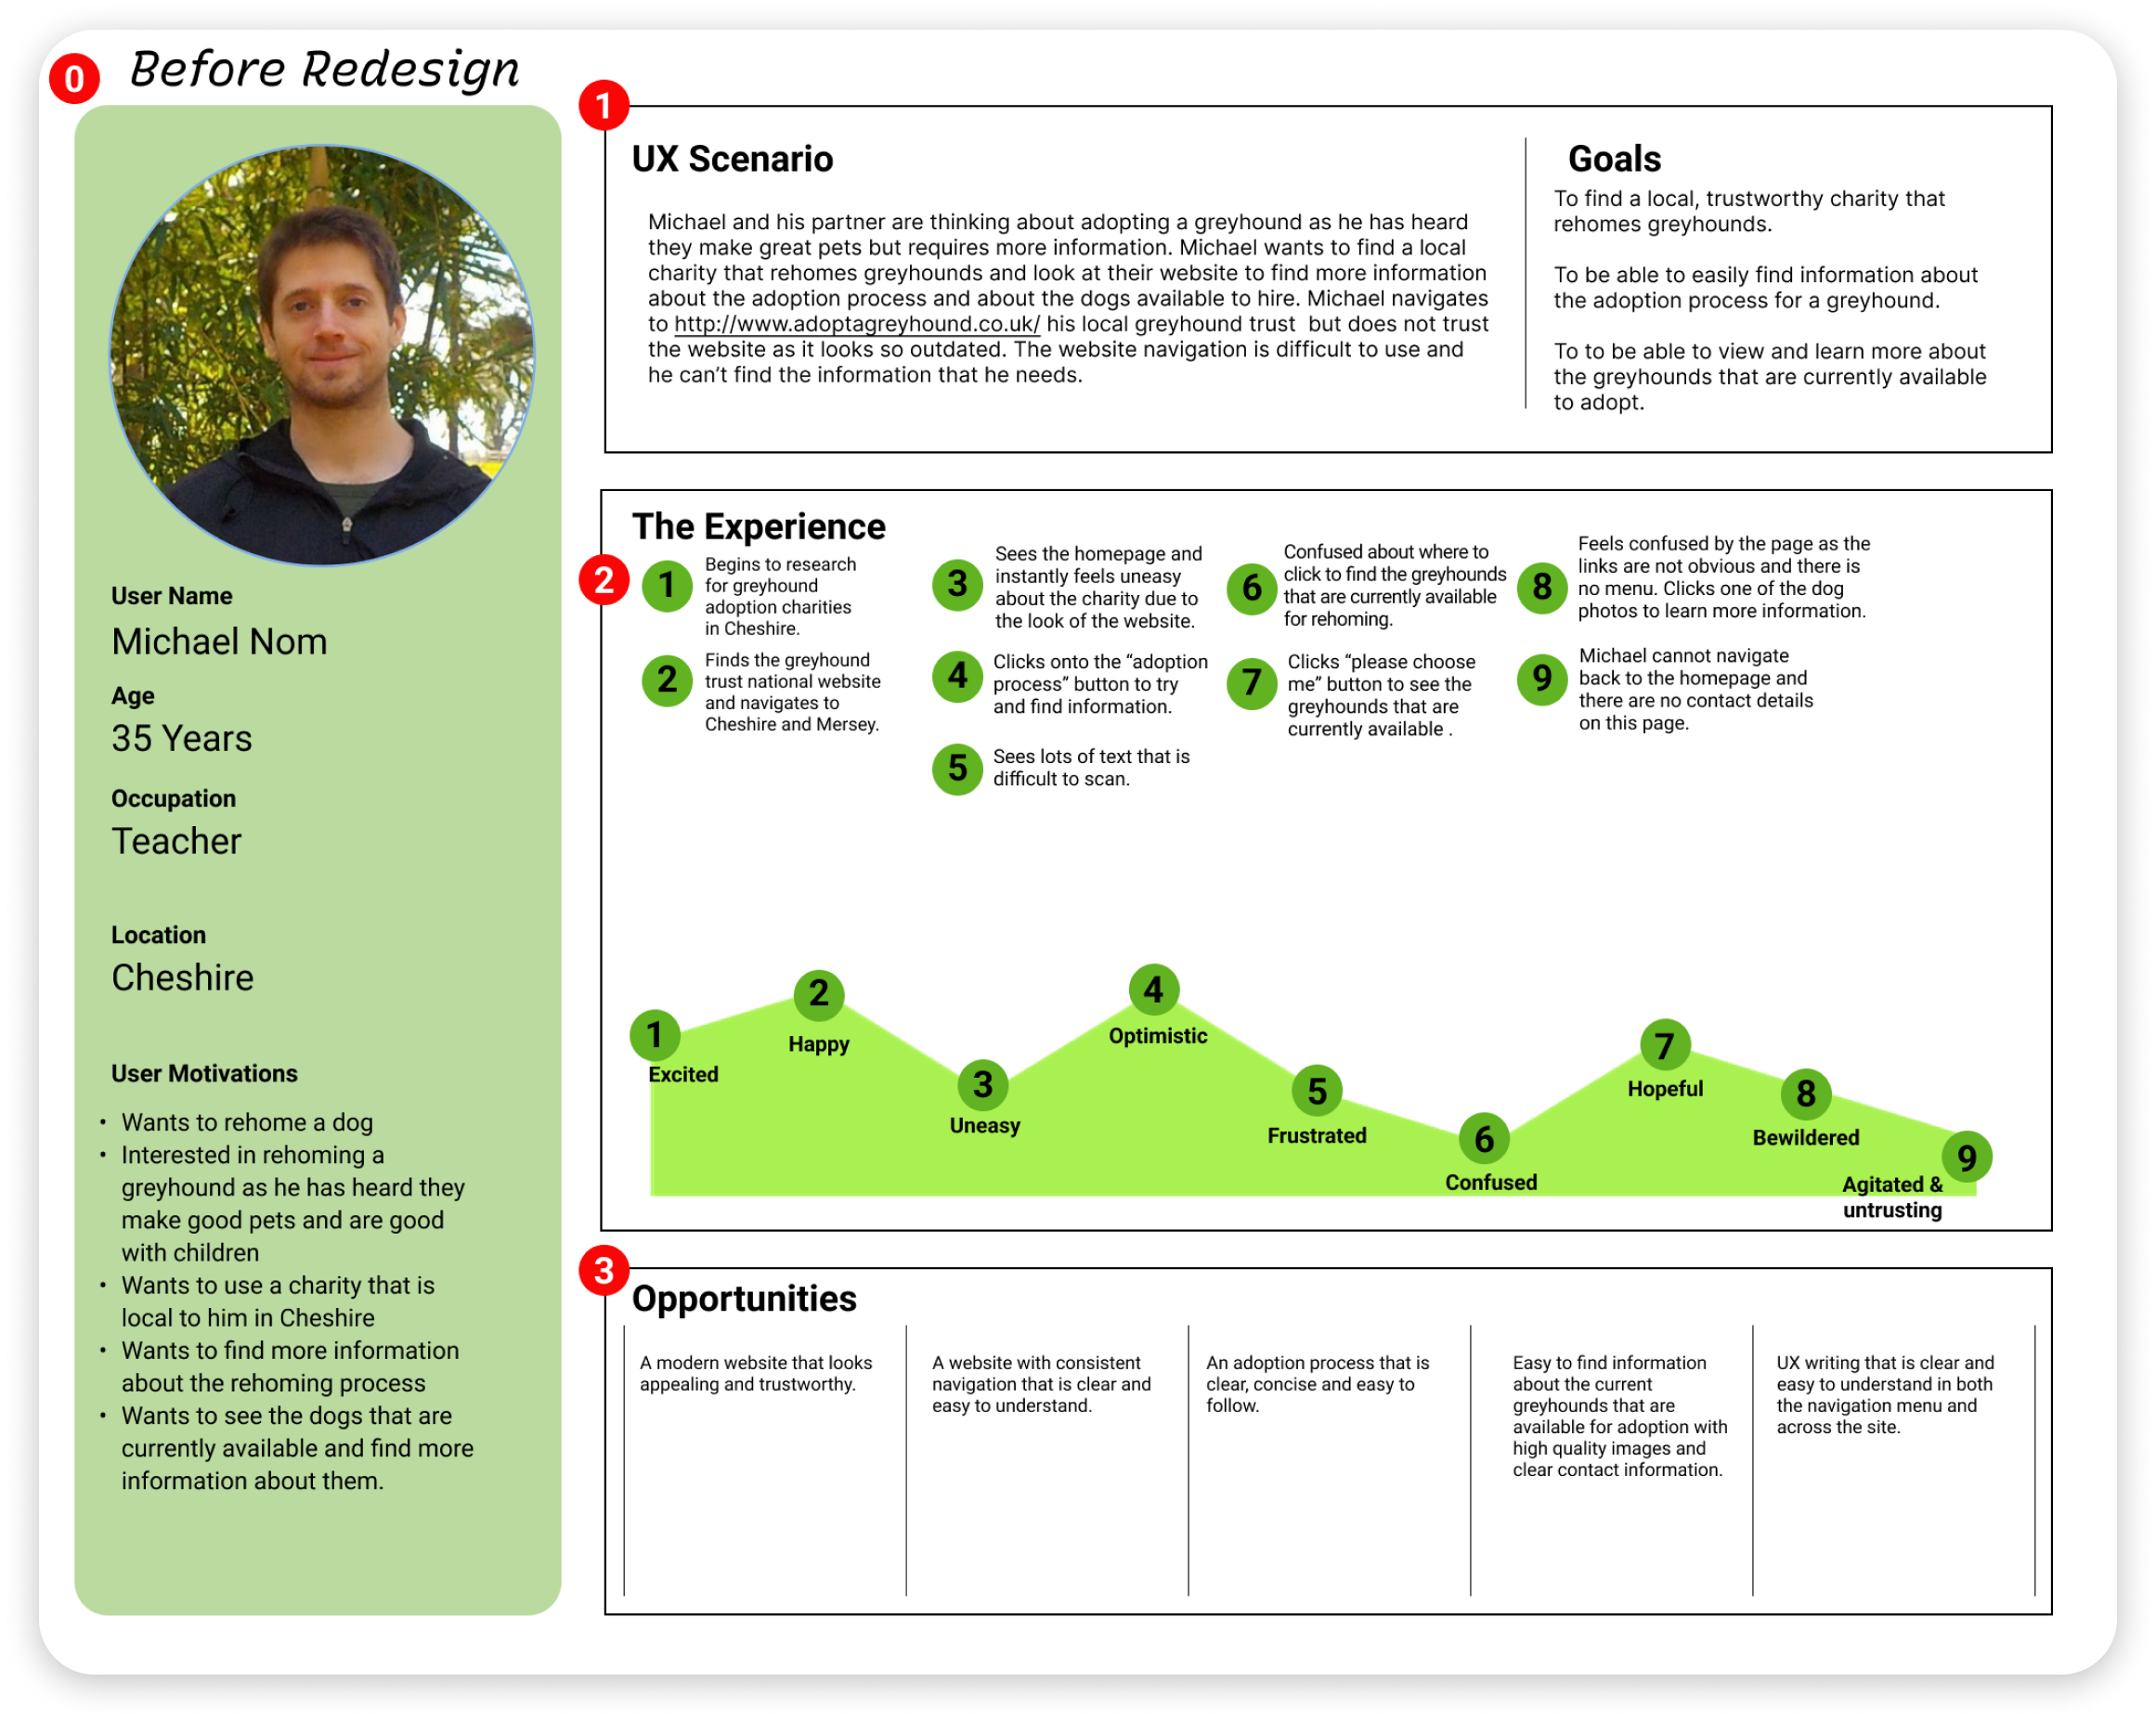 0
Before Redesign
User Name
Michael Nom
Age
35 Years
Occupation
Teacher
Location
Cheshire
User Motivations
• Wants to rehome a dog
• Interested in rehoming a
greyhound as he has heard they
make good pets and are good
with children
• Wants to use a charity that is
local to him in Cheshire
• Wants to find more information
about the rehoming process
• Wants to see the dogs that are
currently available and find more
information about them.
1
UX Scenario
Michael and his partner are thinking about adopting a greyhound as he has heard
they make great pets but requires more information. Michael wants to find a local
charity that rehomes greyhounds and look at their website to find more information
about the adoption process and about the dogs available to hire. Michael navigates
to http://www.adoptagreyhound.co.uk/ his local greyhound trust  but does not trust
the website as it looks so outdated. The website navigation is difficult to use and
he can’t find the information that he needs.
Goals
To find a local, trustworthy charity that
rehomes greyhounds.
To be able to easily find information about
the adoption process for a greyhound.
To to be able to view and learn more about
the greyhounds that are currently available
to adopt.
2
The Experience
1
Begins to research
for greyhound
adoption charities
in Cheshire.
2
Finds the greyhound
trust national website
and navigates to
Cheshire and Mersey.
3
Sees the homepage and
instantly feels uneasy
about the charity due to
the look of the website.
4
Clicks onto the “adoption
process” button to try
and find information.
5
Sees lots of text that is
difficult to scan.
6
Confused about where to
click to find the greyhounds
that are currently available
for rehoming.
7
Clicks “please choose
me” button to see the
greyhounds that are
currently available .
8
Feels confused by the page as the
links are not obvious and there is
no menu. Clicks one of the dog
photos to learn more information.
9
Michael cannot navigate
back to the homepage and
there are no contact details
on this page.
1
Excited
2
Happy
3
Uneasy
4
Optimistic
5
Frustrated
6
Confused
7
Hopeful
8
Bewildered
9
Agitated &
untrusting
3
Opportunities
A modern website that looks
appealing and trustworthy.
A website with consistent
navigation that is clear and
easy to understand.
An adoption process that is
clear, concise and easy to
follow.
Easy to find information
about the current
greyhounds that are
available for adoption with
high quality images and
clear contact information.
UX writing that is clear and
easy to understand in both
the navigation menu and
across the site.